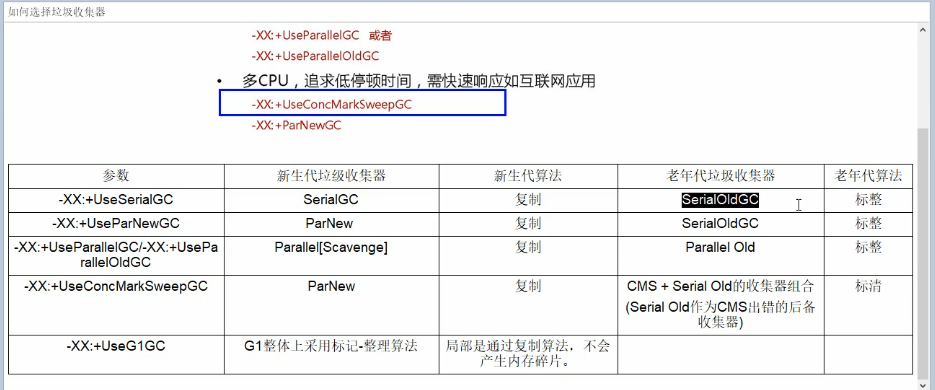 如何选择垃圾收集器
-XX:+UseParallelGC 或者
-XX:+UseParallelOldGC
• 多CPU，追求低停顿时间，需快速响应如互联网应用
-XX:+UseConcMarkSweepGC
-XX:+ParNewGC
参数 新生代垃圾收集器 新生代算法 老年代垃圾收集器 老年代算法
-XX:+UseSerialGC SerialGC 复制 SerialOldGC 标整
-XX:+UseParNewGC ParNew 复制 SerialOldGC 标整
-XX:+UseParallelGC/-XX:+UsePa Parallel[Scavenge] 复制 Parallel Old 标整
rallelOldGC
-XX:+UseConcMarkSweepGC ParNew 复制 CMS + Serial Old的收集器组合 标清
(Serial Old作为CMS出错的后备
收集器)
-XX:+UseG1GC G1整体上采用标记-整理算法 局部是通过复制算法，不会
产生内存碎片。